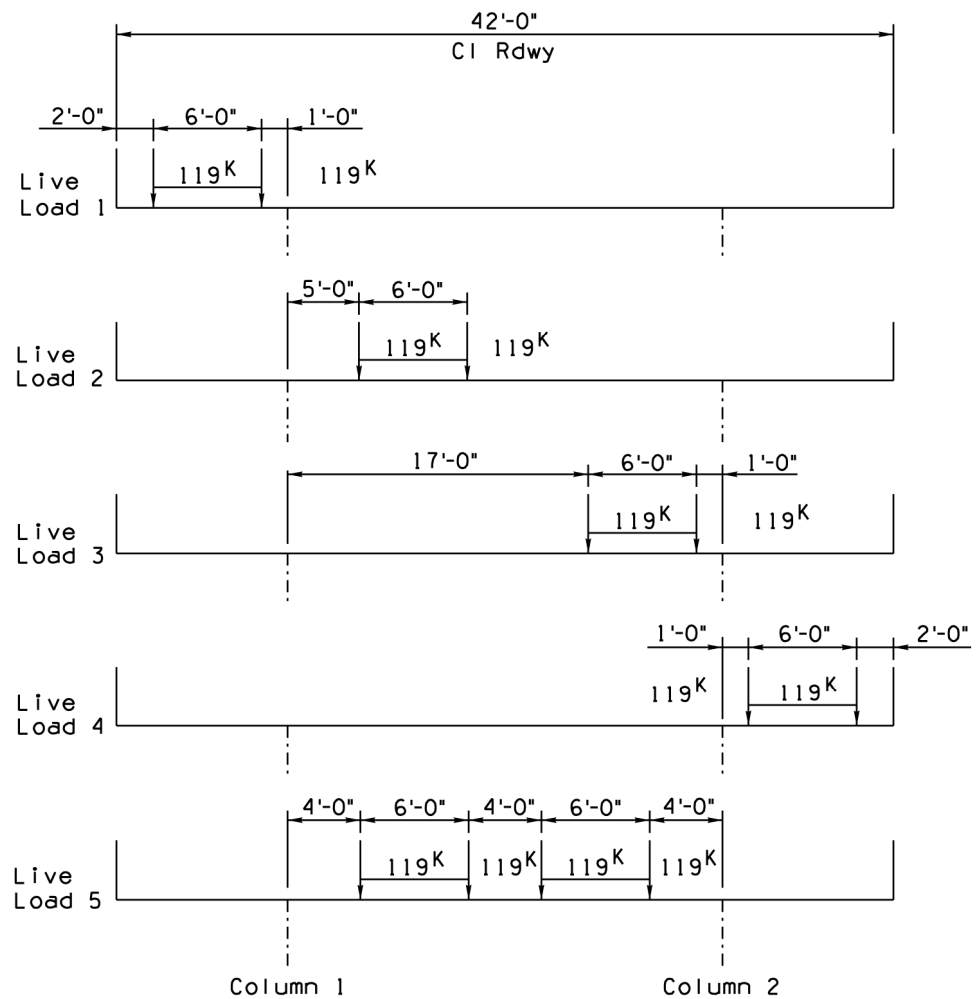 42'-0"
Cl Rdwy
2'-0" 6'-0" 1'-0"
119K 119K
Live
Load 1
5'-0" 6'-0"
119K 119K
Live
Load 2
17'-0" 6'-0" 1'-0"
119K 119K
Live
Load 3
1'-0" 6'-0" 2'-0"
119K 119K
Live
Load 4
4'-0" 6'-0" 4'-0" 6'-0" 4'-0"
119K 119K 119K 119K
Live
Load 5
Column 1 Column 2